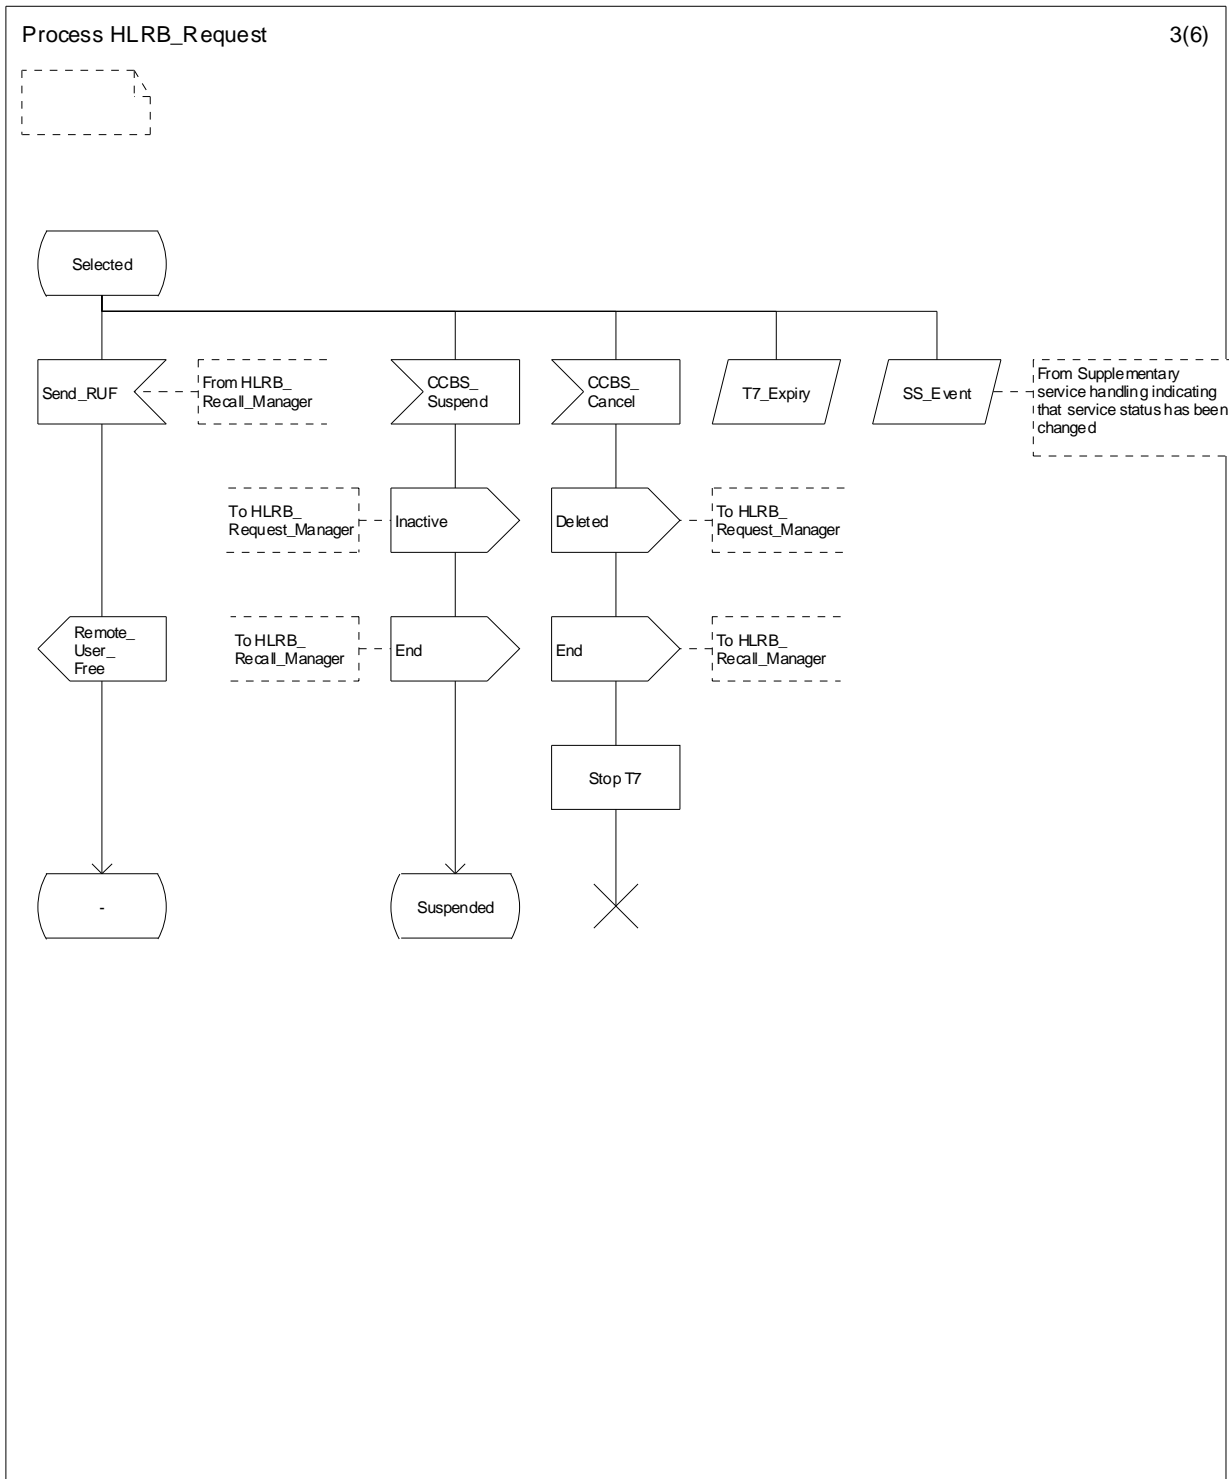 Process HLRB_Request
3(6)
Selected
Send_RUF
From HLRB_
Recall_Manager
CCBS_
Suspend
CCBS_
Cancel
T7_Expiry
SS_Event
From Supplementary
service handling indicating
that service status has been
changed
To HLRB_
Request_Manager
Inactive
Deleted
To HLRB_
Request_Manager
Remote_
User_
Free
To HLRB_
Recall_Manager
End
End
To HLRB_
Recall_Manager
Stop T7
-
Suspended